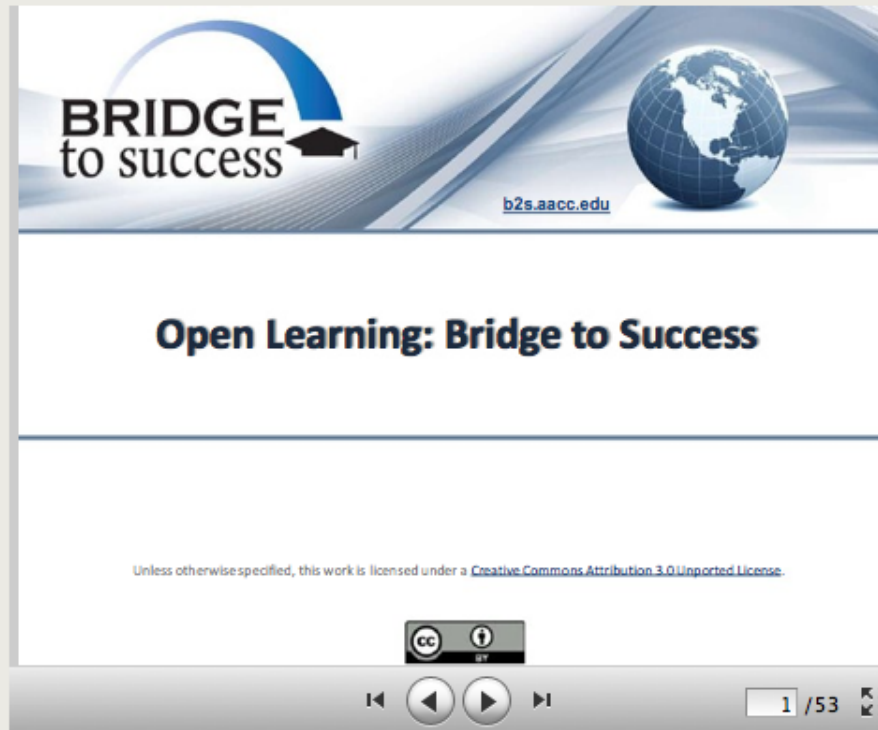 BRIDGE
to success
b2s.aacc.edu
Open Learning: Bridge to Success
Unless otherwise specified, this work is licensed under a Creative Commons Attribution 3.0 Unported License.
cc
BY
1 /53